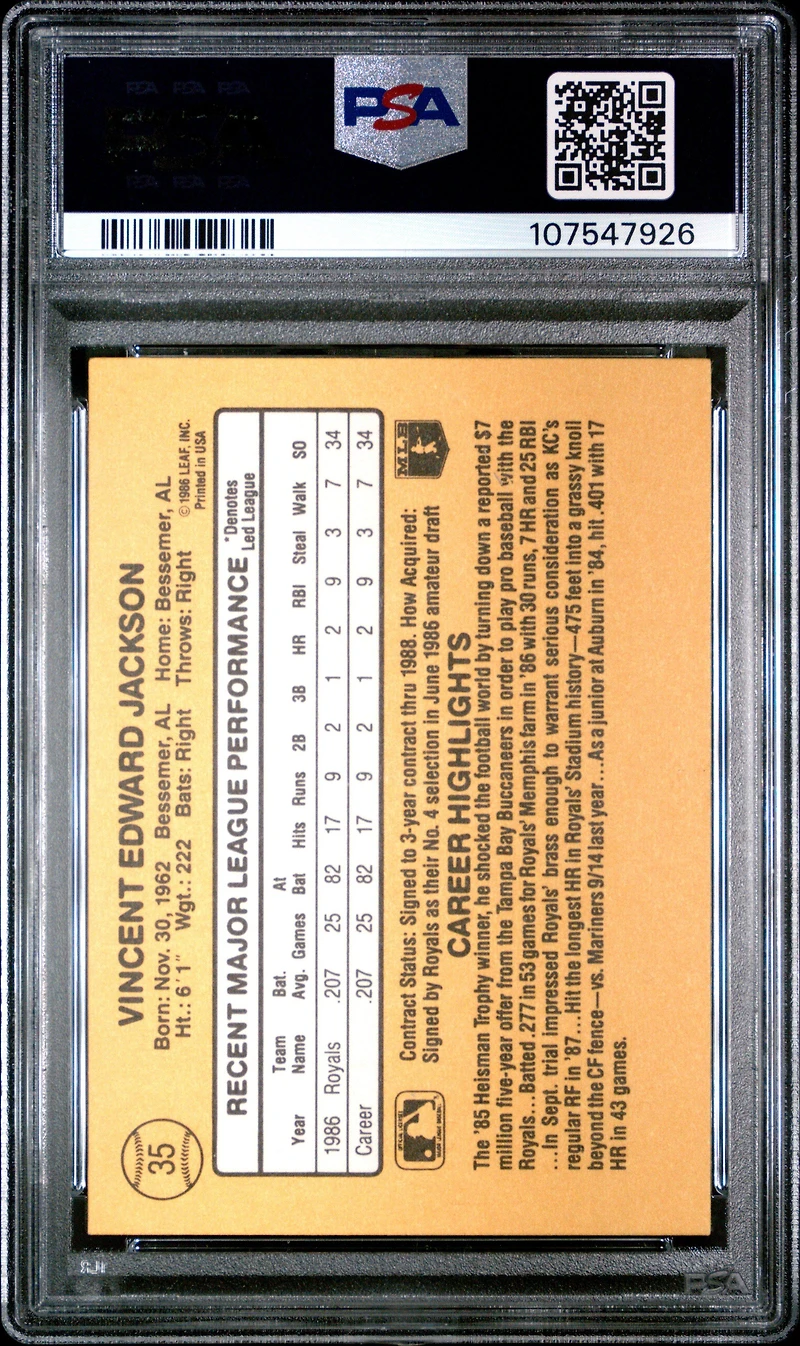 PSA PSA PSA
PSA PSA PSA
PSA
107547926
35
VINCENT EDWARD JACKSON
Born: Nov. 30, 1962 Bessemer, AL Home: Bessemer, AL
Ht.: 6'1" Wgt.: 222 Bats: Right Throws: Right
© 1986 LEAF, INC.
Printed in USA
RECENT MAJOR LEAGUE PERFORMANCE
*Denotes
Led League
Year Team Name Bat. Avg. Games At Bat Hits Runs 2B 3B HR RBI Steal Walk SO
1986 Royals .207 25 82 17 9 2 1 2 9 3 7 34
Career .207 25 82 17 9 2 1 2 9 3 7 34
Contract Status: Signed to 3-year contract thru 1988. How Acquired:
Signed by Royals as their No. 4 selection in June 1986 amateur draft
MLB
CAREER HIGHLIGHTS
The '85 Heisman Trophy winner, he shocked the football world by turning down a reported $7
million five-year offer from the Tampa Bay Buccaneers in order to play pro baseball with the
Royals...Batted .277 in 53 games for Royals' Memphis farm in '86 with 30 runs, 7 HR and 25 RBI
...In Sept. trial impressed Royals' brass enough to warrant serious consideration as KC's
regular RF in '87...Hit the longest HR in Royals' Stadium history—475 feet into a grassy knoll
beyond the CF fence—vs. Mariners 9/14 last year...As a junior at Auburn in '84, hit .401 with 17
HR in 43 games.
PSA